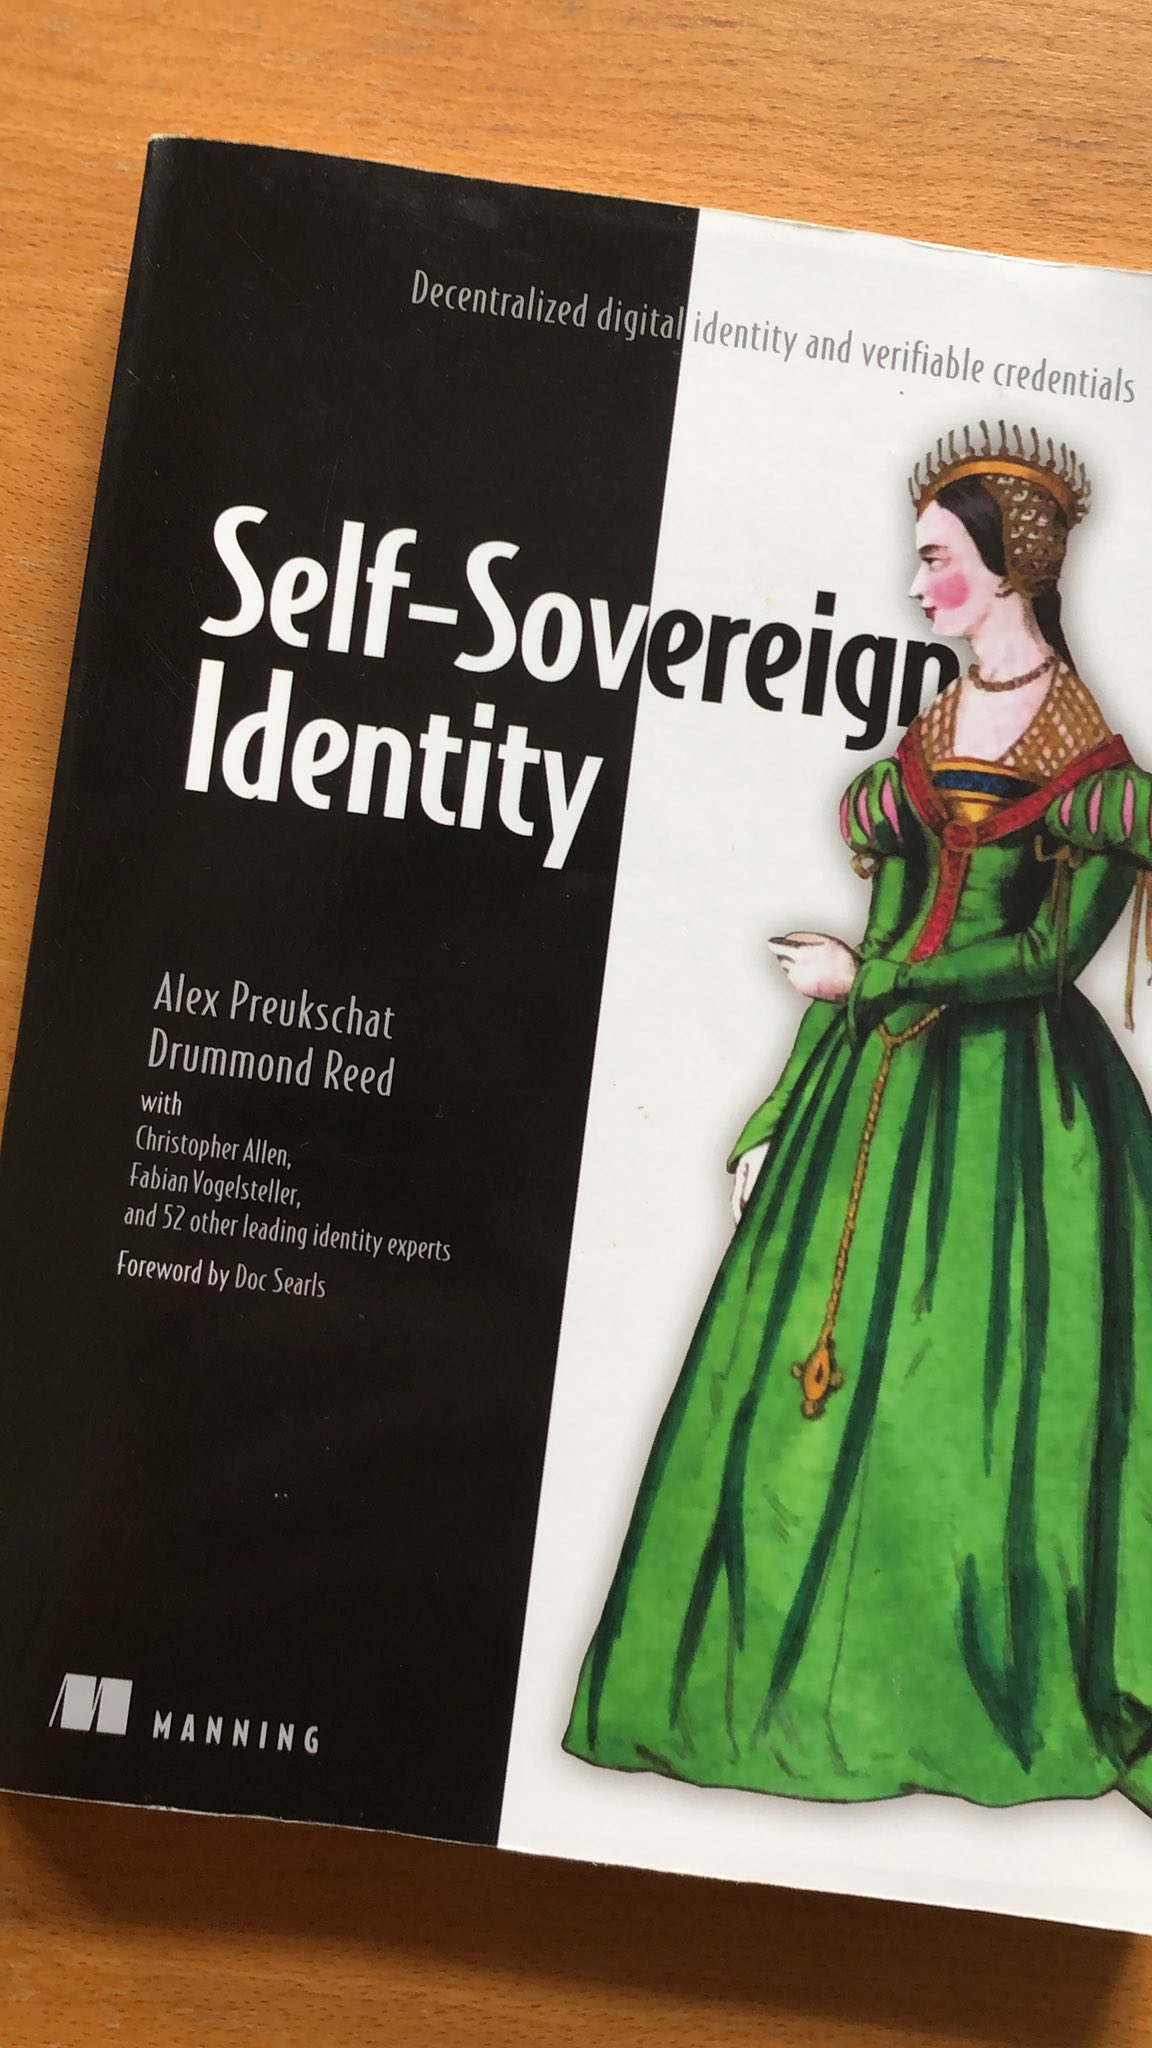 Decentralized digital identity and verifiable credentials
Self-Sovereign
Identity
Alex Preukschat
Drummond Reed
with
Christopher Allen,
Fabian Vogelsteller,
and 52 other leading identity experts
Foreword by Doc Searls
MANNING